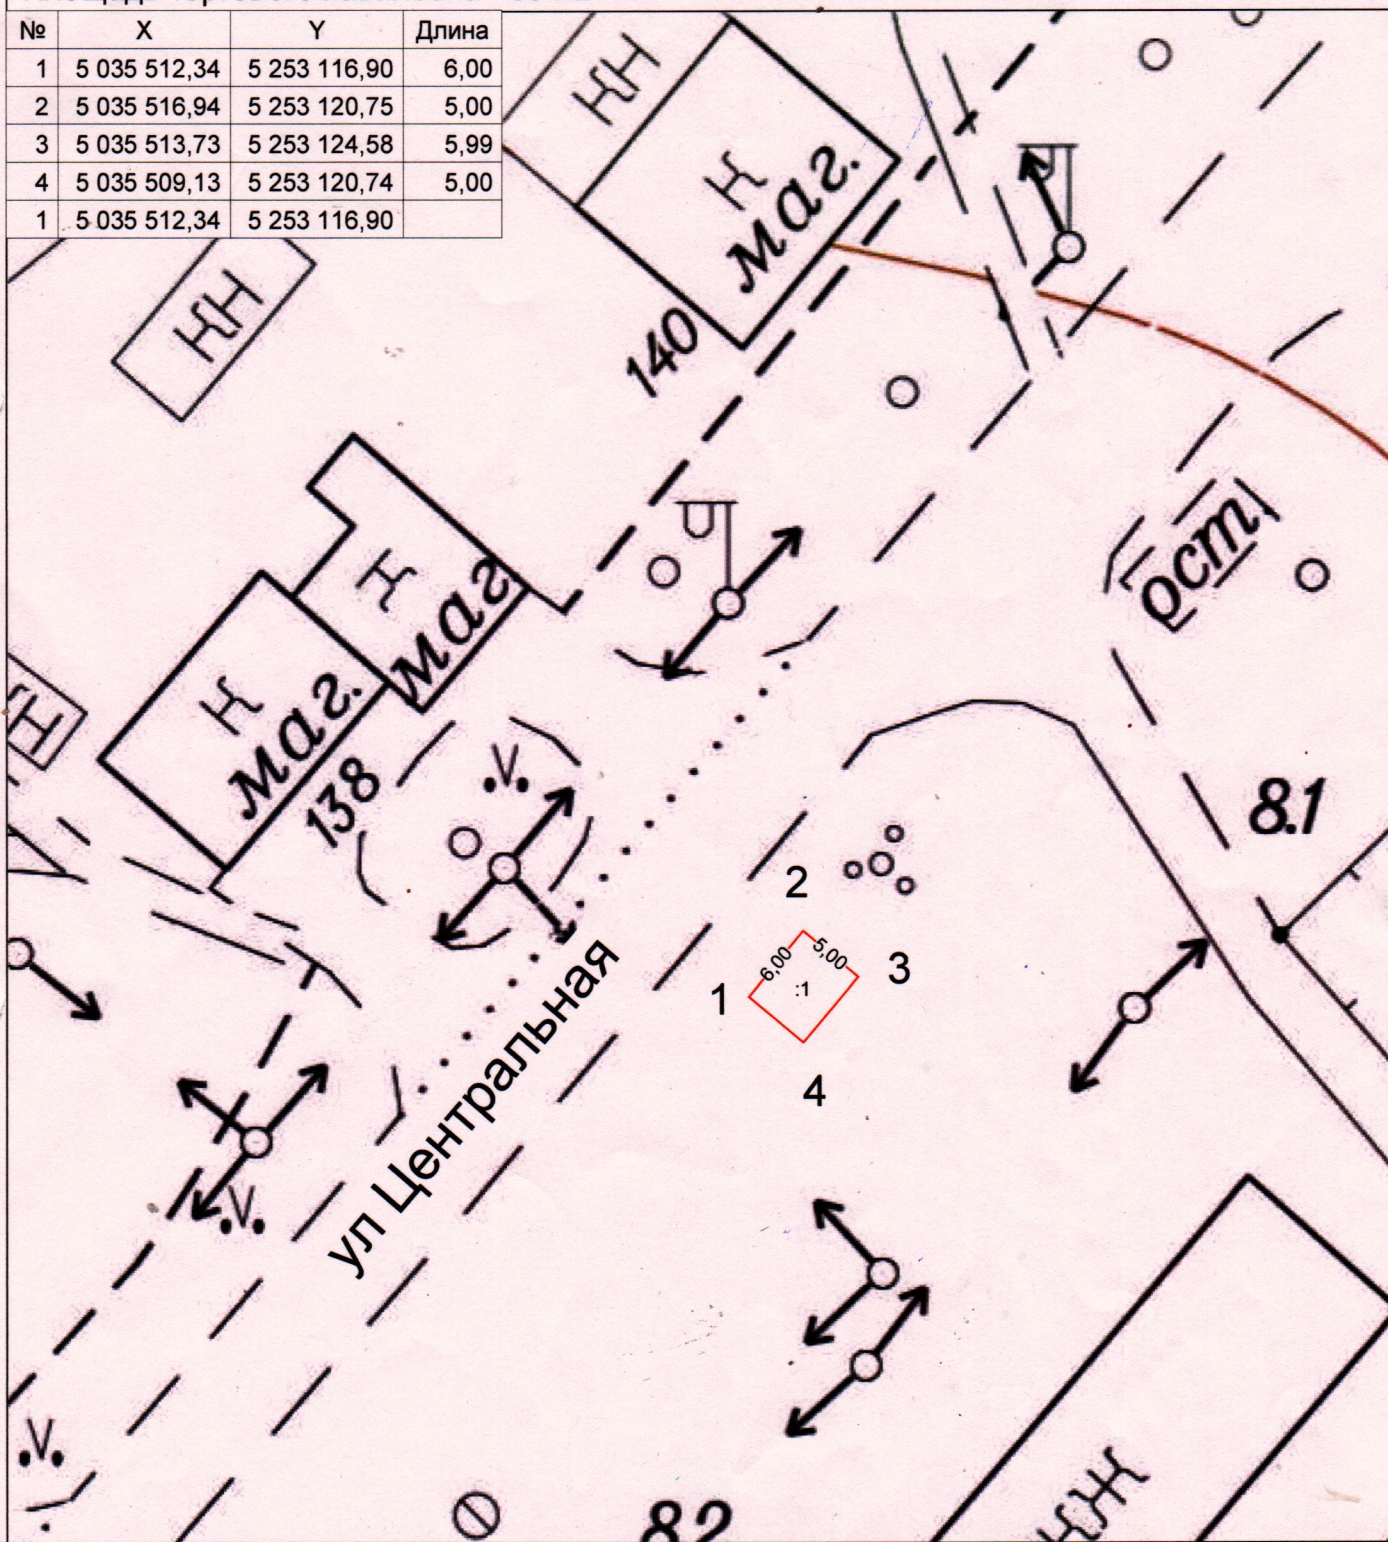 № X Y Длина
1 5 035 512,34 5 253 116,90 6,00
2 5 035 516,94 5 253 120,75 5,00
3 5 035 513,73 5 253 124,58 5,99
4 5 035 509,13 5 253 120,74 5,00
1 5 035 512,34 5 253 116,90
КН
К
маг.
140
КН
Н
маг
К
маг.
138
Н
ост
8.1
2
6,00
5,00
:1
1
3
4
ул Центральная
82
КЖ